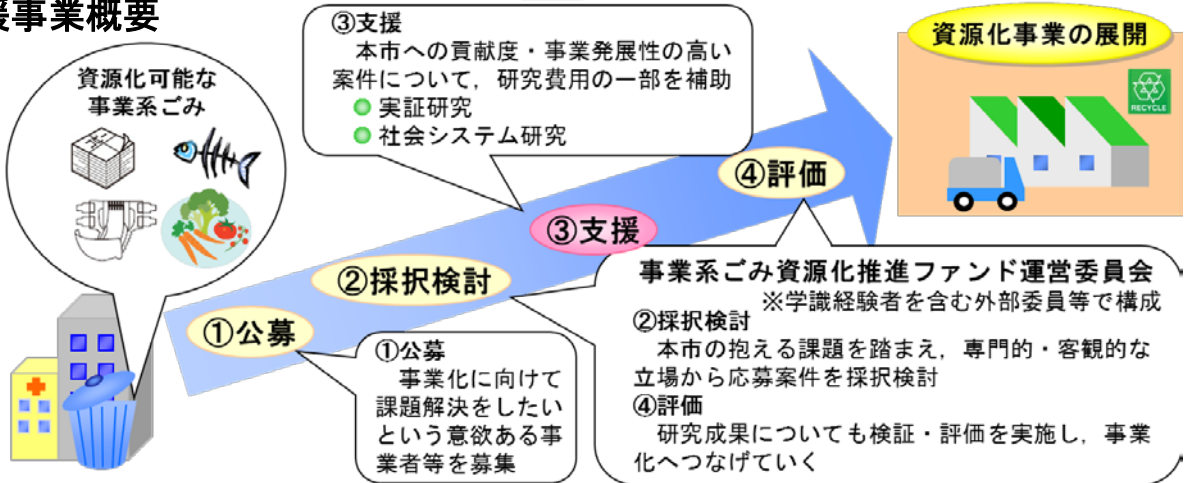 援事業概要
資源化可能な
事業系ごみ
③支援
本市への貢献度・事業発展性の高い
案件について，研究費用の一部を補助
実証研究
社会システム研究
資源化事業の展開
RECYCLE
④評価
③支援
②採択検討
①公募
①公募
事業化に向けて
課題解決をしたい
という意欲ある事
業者等を募集
事業系ごみ資源化推進ファンド運営委員会
※学識経験者を含む外部委員等で構成
②採択検討
本市の抱える課題を踏まえ，専門的・客観的な
立場から応募案件を採択検討
④評価
研究成果についても検証・評価を実施し，事業
化へつなげていく